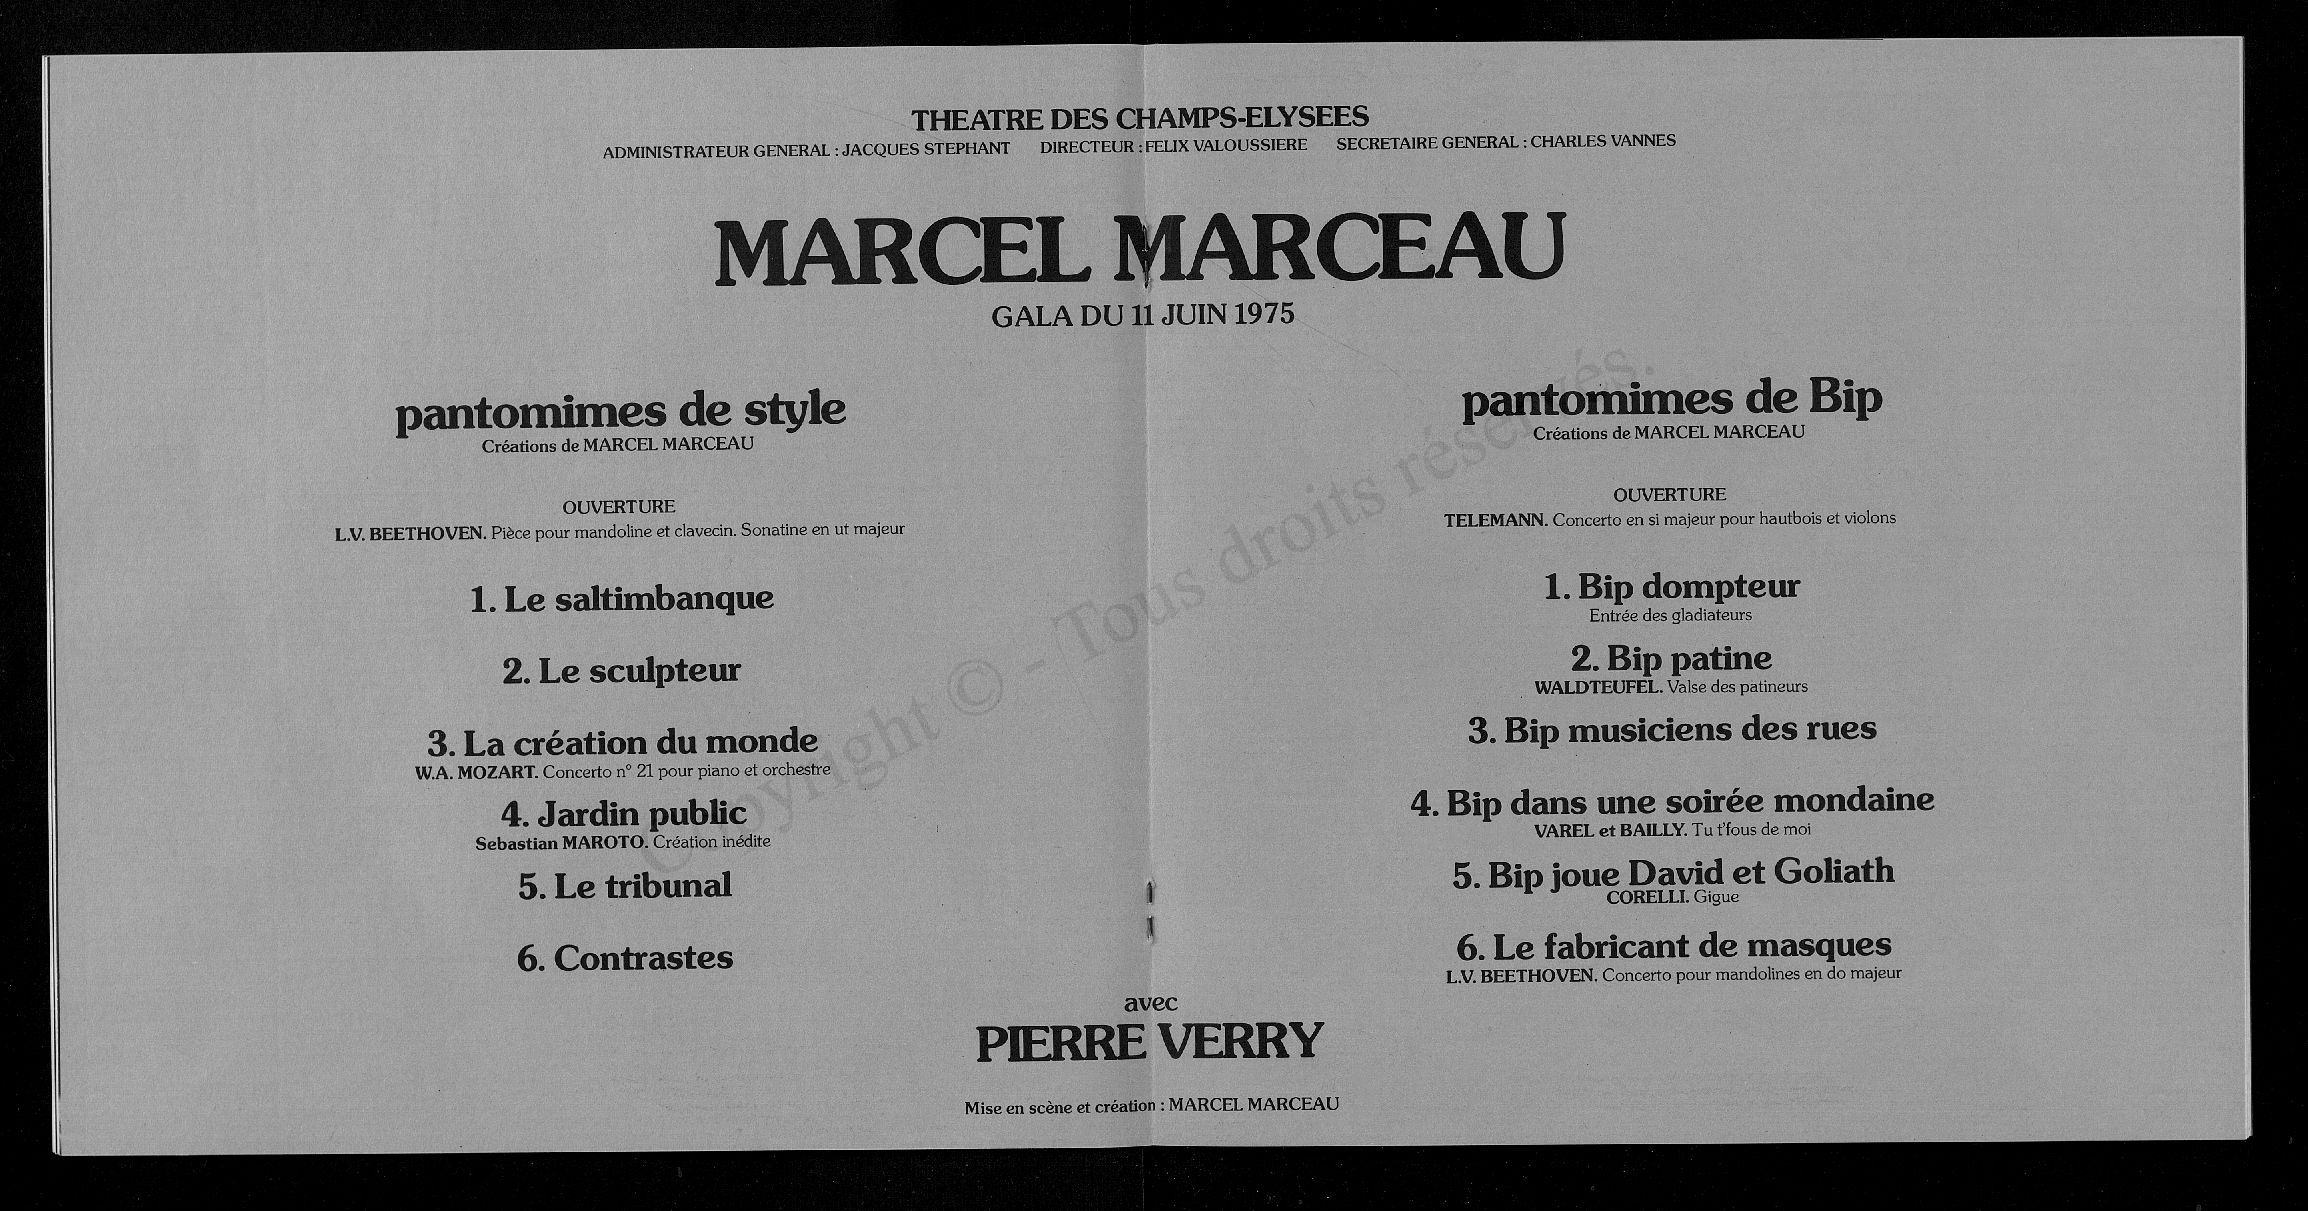 THEATRE DES CHAMPS-ELYSEES
ADMINISTRATEUR GENERAL : JACQUES STEPHANT DIRECTEUR : FELIX VALOUSSIERE SECRETAIRE GENERAL : CHARLES VANNES
MARCEL MARCEAU
GALA DU 11 JUIN 1975
pantomimes de style
Créations de MARCEL MARCEAU
OUVERTURE
L.V. BEETHOVEN. Pièce pour mandoline et clavecin. Sonatine en ut majeur
1. Le saltimbanque
2. Le sculpteur
3. La création du monde
W.A. MOZART. Concerto n° 21 pour piano et orchestre
4. Jardin public
Sebastian MAROTO. Création inédite
5. Le tribunal
6. Contrastes
pantomimes de Bip
Créations de MARCEL MARCEAU
OUVERTURE
TELEMANN. Concerto en si majeur pour hautbois et violons
1. Bip dompteur
Entrée des gladiateurs
2. Bip patine
WALDTEUFEL. Valse des patineurs
3. Bip musiciens des rues
4. Bip dans une soirée mondaine
VAREL et BAILLY. Tu t'fous de moi
5. Bip joue David et Goliath
CORELLI. Gigue
6. Le fabricant de masques
L.V. BEETHOVEN. Concerto pour mandolines en do majeur
avec
PIERRE VERRY
Mise en scène et création : MARCEL MARCEAU
Copyright © - Tous droits réservés.